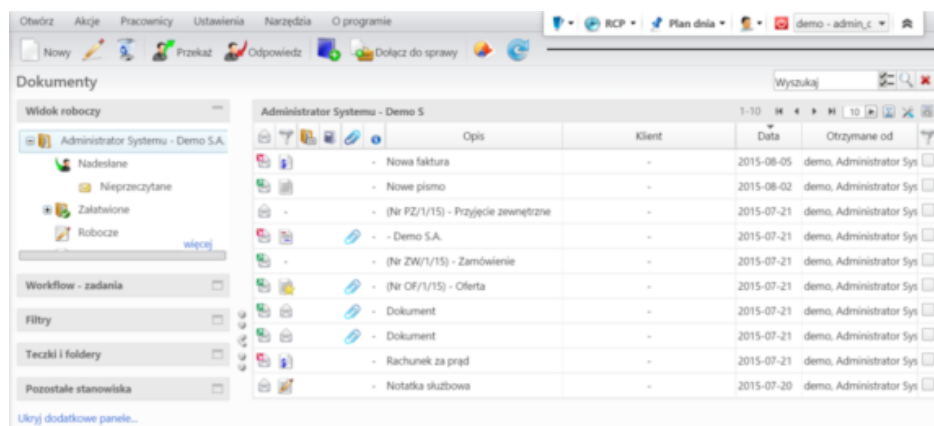 Otwórz Akcje Pracownicy Ustawienia Narzędzia O programie RCP Plan dnia demo - admin_c
Nowy Przekaż Odpowiedz Dołącz do sprawy
Dokumenty Wyszukaj
Widok roboczy
Administrator Systemu - Demo S.A.
Nadesłane
Nieprzeczytane
Załatwione
Robocze
więcej
Workflow - zadania
Filtry
Teczki i foldery
Pozostałe stanowiska
Ukryj dodatkowe panele...
Administrator Systemu - Demo S 1-10 10
Opis Klient Data Otrzymane od
- Nowa faktura - 2015-08-05 demo, Administrator Sys
- Nowe pismo - 2015-08-02 demo, Administrator Sys
- - (Nr PZ/1/15) - Przyjęcie zewnętrzne - 2015-07-21 demo, Administrator Sys
- - Demo S.A. - 2015-07-21 demo, Administrator Sys
- - (Nr ZW/1/15) - Zamówienie - 2015-07-21 demo, Administrator Sys
- (Nr OF/1/15) - Oferta - 2015-07-21 demo, Administrator Sys
- Dokument - 2015-07-21 demo, Administrator Sys
- Dokument - 2015-07-21 demo, Administrator Sys
- Rachunek za prąd - 2015-07-21 demo, Administrator Sys
- Notatka służbowa - 2015-07-20 demo, Administrator Sys